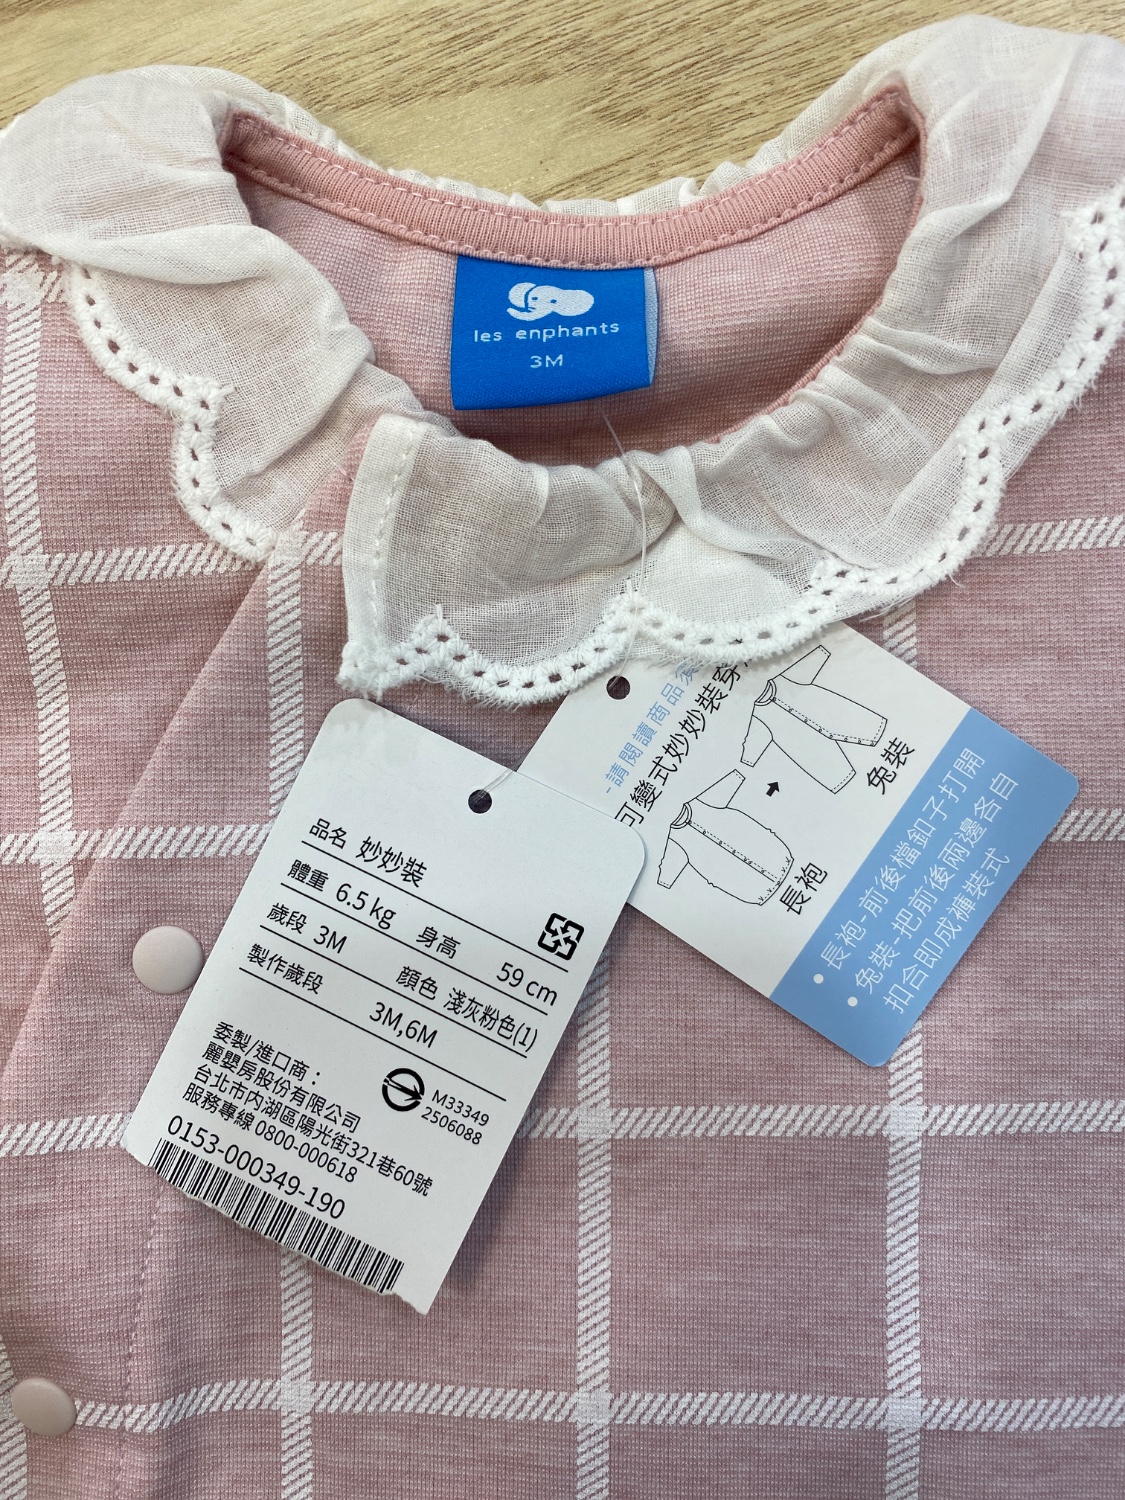 les enphants
3M
-請閱讀商品須
可變式妙妙裝穿
兔裝
長袍
• 長袍-前後檔釦子打開
• 兔裝-把前後兩邊各自
扣合即成褲裝式
品名 妙妙裝
體重 6.5 kg 身高 59 cm
歲段 3M 顏色 淺灰粉色(1)
製作歲段 3M,6M
委製/進口商：
麗嬰房股份有限公司
台北市內湖區陽光街321巷60號
服務專線 0800-000618
M33349
2506088
0153-000349-190